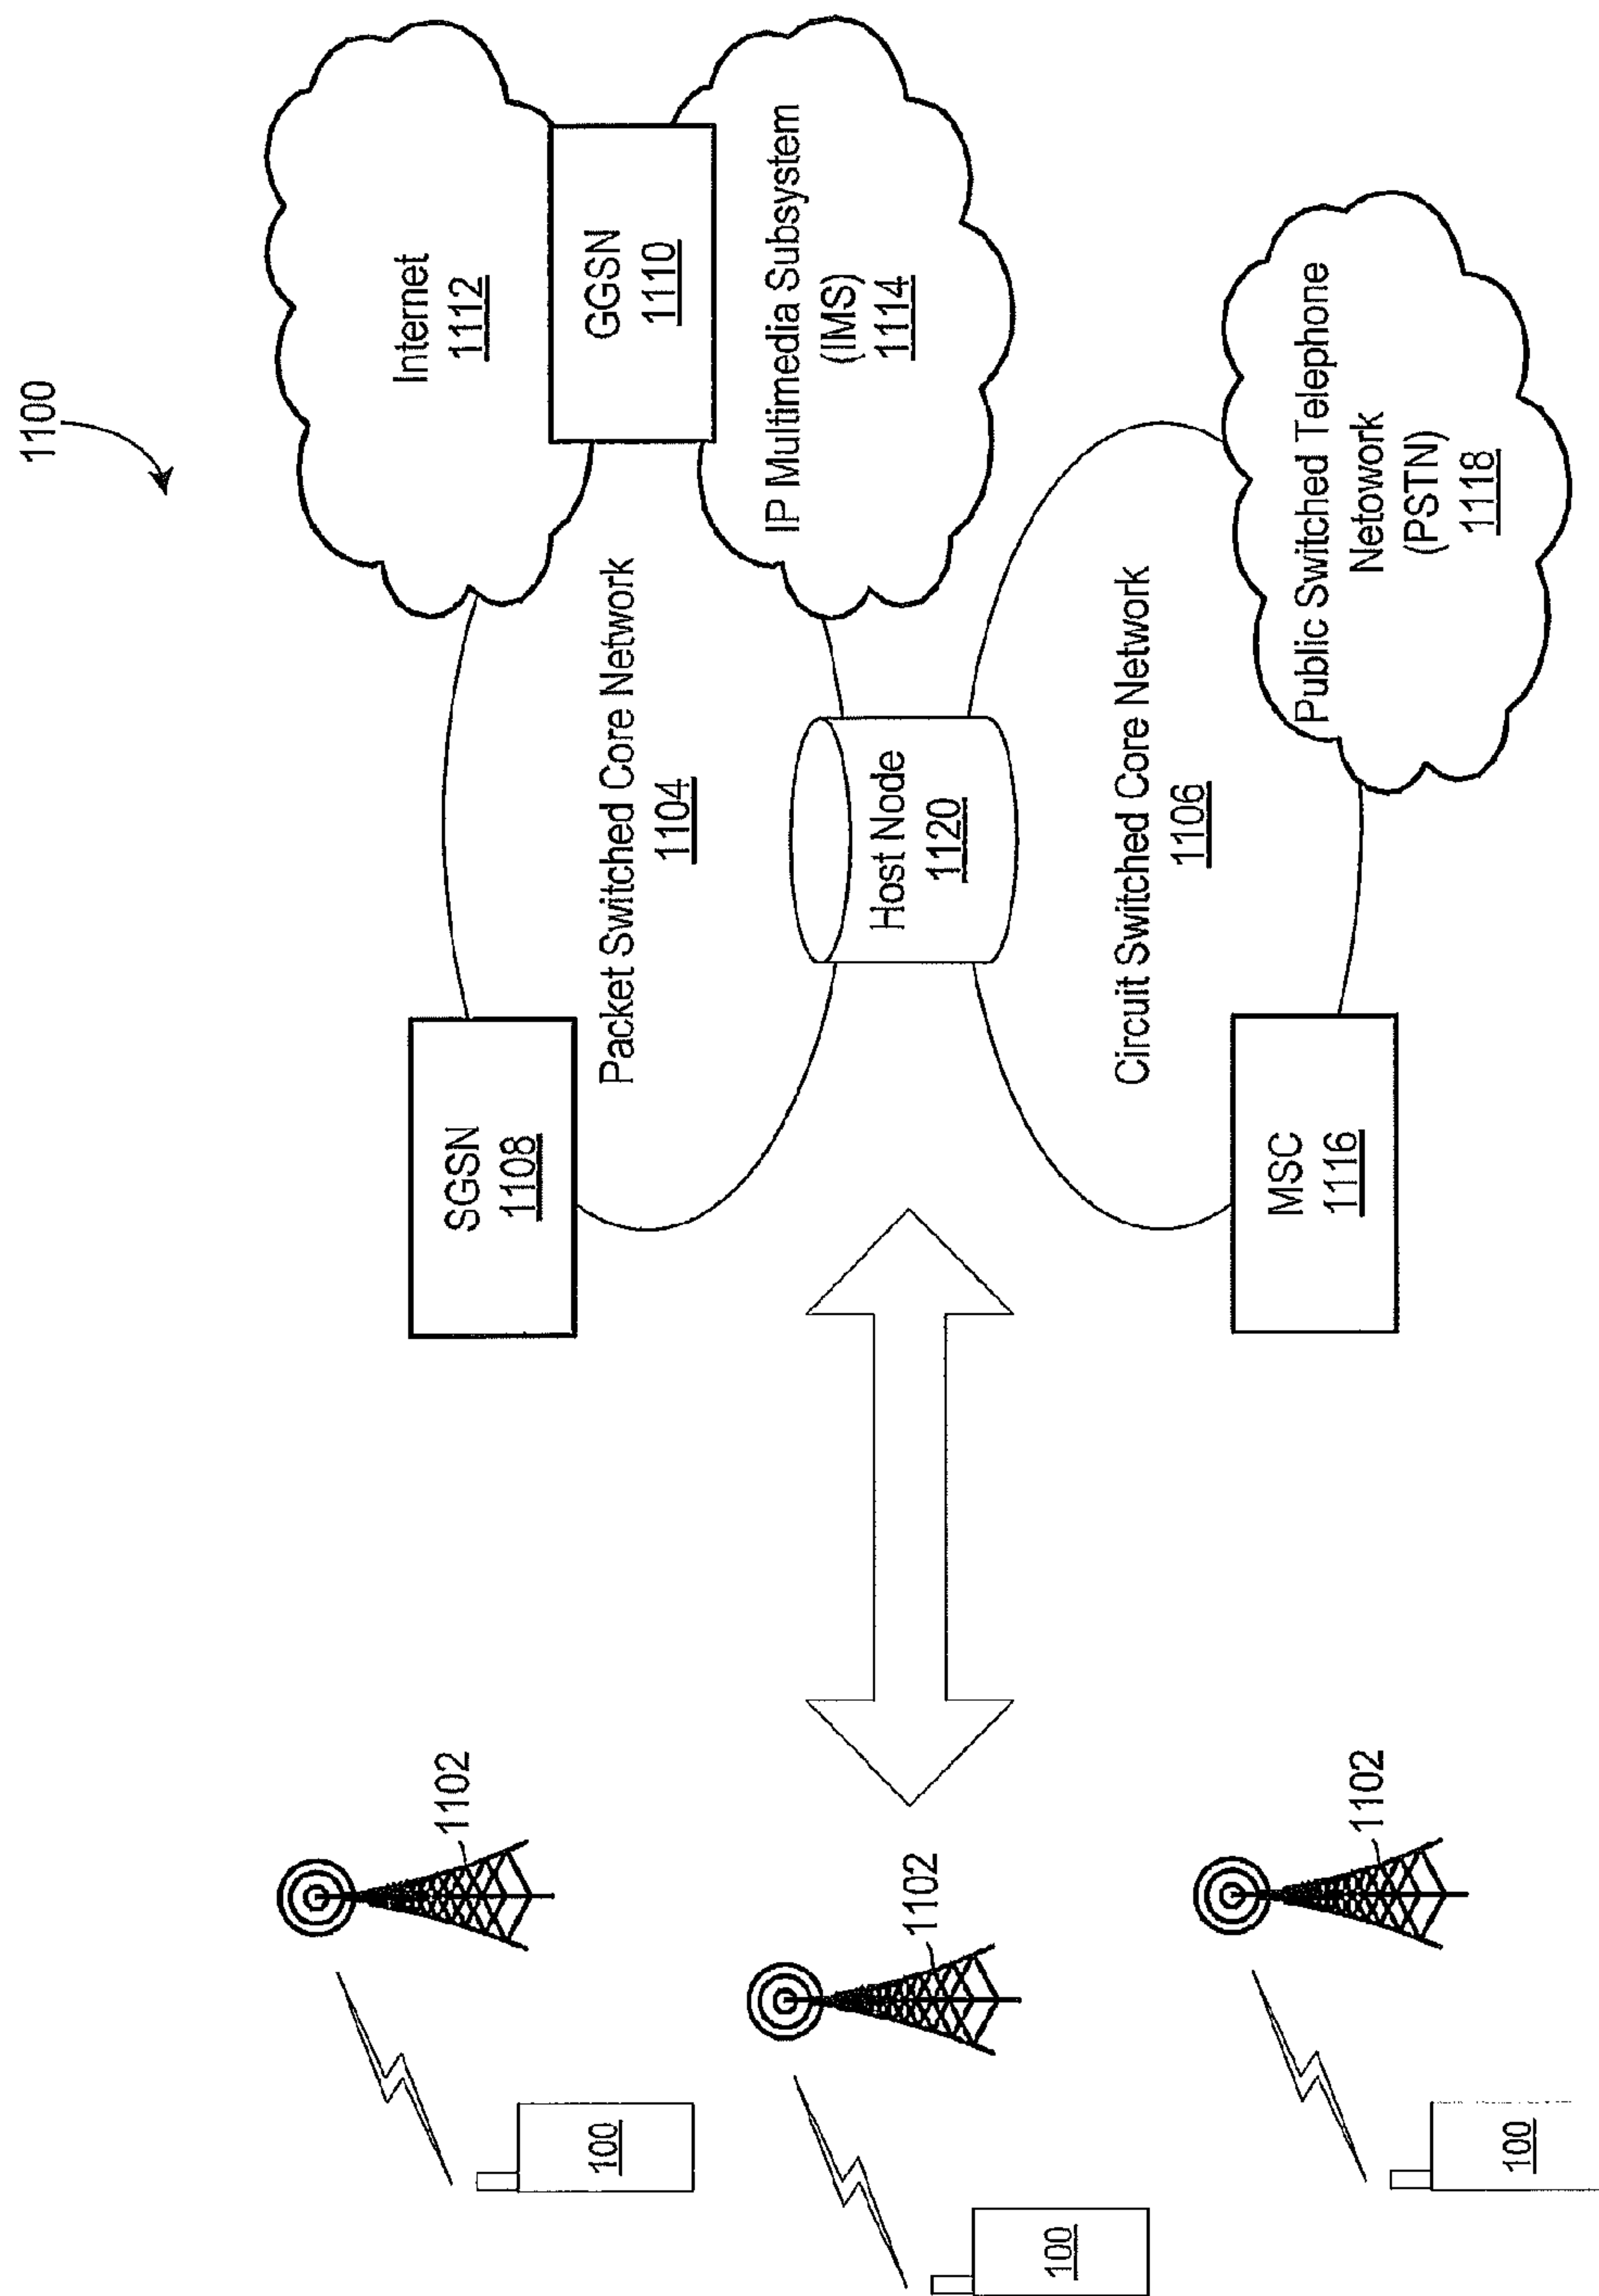 1100
Internet
1112
GGSN
1110
IP Multimedia Subsystem
(IMS)
1114
Packet Switched Core Network
1104
SGSN
1108
Host Node
1120
Circuit Switched Core Network
1106
Public Switched Telephone
Netowork
(PSTN)
1118
MSC
1116
1102
1102
1102
100
100
100